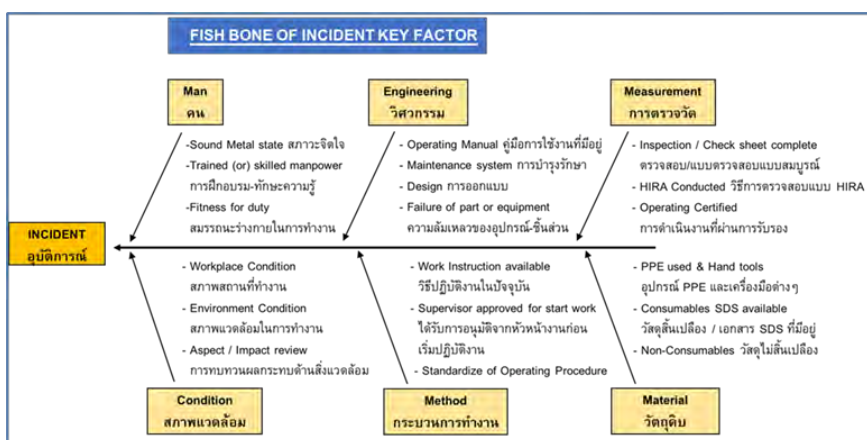 FISH BONE OF INCIDENT KEY FACTOR
Man
คน
Engineering
วิศวกรรม
Measurement
การตรวจวัด
-Sound Metal state สภาวะจิตใจ
-Trained (or) skilled manpower
การฝึกอบรม-ทักษะความรู้
-Fitness for duty
สมรรถนะร่างกายในการทำงาน
- Operating Manual คู่มือการใช้งานที่มีอยู่
- Maintenance system การบำรุงรักษา
- Design การออกแบบ
- Failure of part or equipment
ความล้มเหลวของอุปกรณ์-ชิ้นส่วน
- Inspection / Check sheet complete
ตรวจสอบ/แบบตรวจสอบแบบสมบูรณ์
- HIRA Conducted วิธีการตรวจสอบแบบ HIRA
- Operating Certified
การดำเนินงานที่ผ่านการรับรอง
INCIDENT
อุบัติการณ์
- Workplace Condition
สภาพสถานที่ทำงาน
- Environment Condition
สภาพแวดล้อมในการทำงาน
- Aspect / Impact review
การทบทวนผลกระทบด้านสิ่งแวดล้อม
- Work Instruction available
วิธีปฏิบัติงานในปัจจุบัน
- Supervisor approved for start work
ได้รับการอนุมัติจากหัวหน้างานก่อน
เริ่มปฏิบัติงาน
- Standardize of Operating Procedure
- PPE used & Hand tools
อุปกรณ์ PPE และเครื่องมือต่างๆ
- Consumables SDS available
วัสดุสิ้นเปลือง / เอกสาร SDS ที่มีอยู่
- Non-Consumables วัสดุไม่สิ้นเปลือง
Condition
สภาพแวดล้อม
Method
กระบวนการทำงาน
Material
วัตถุดิบ